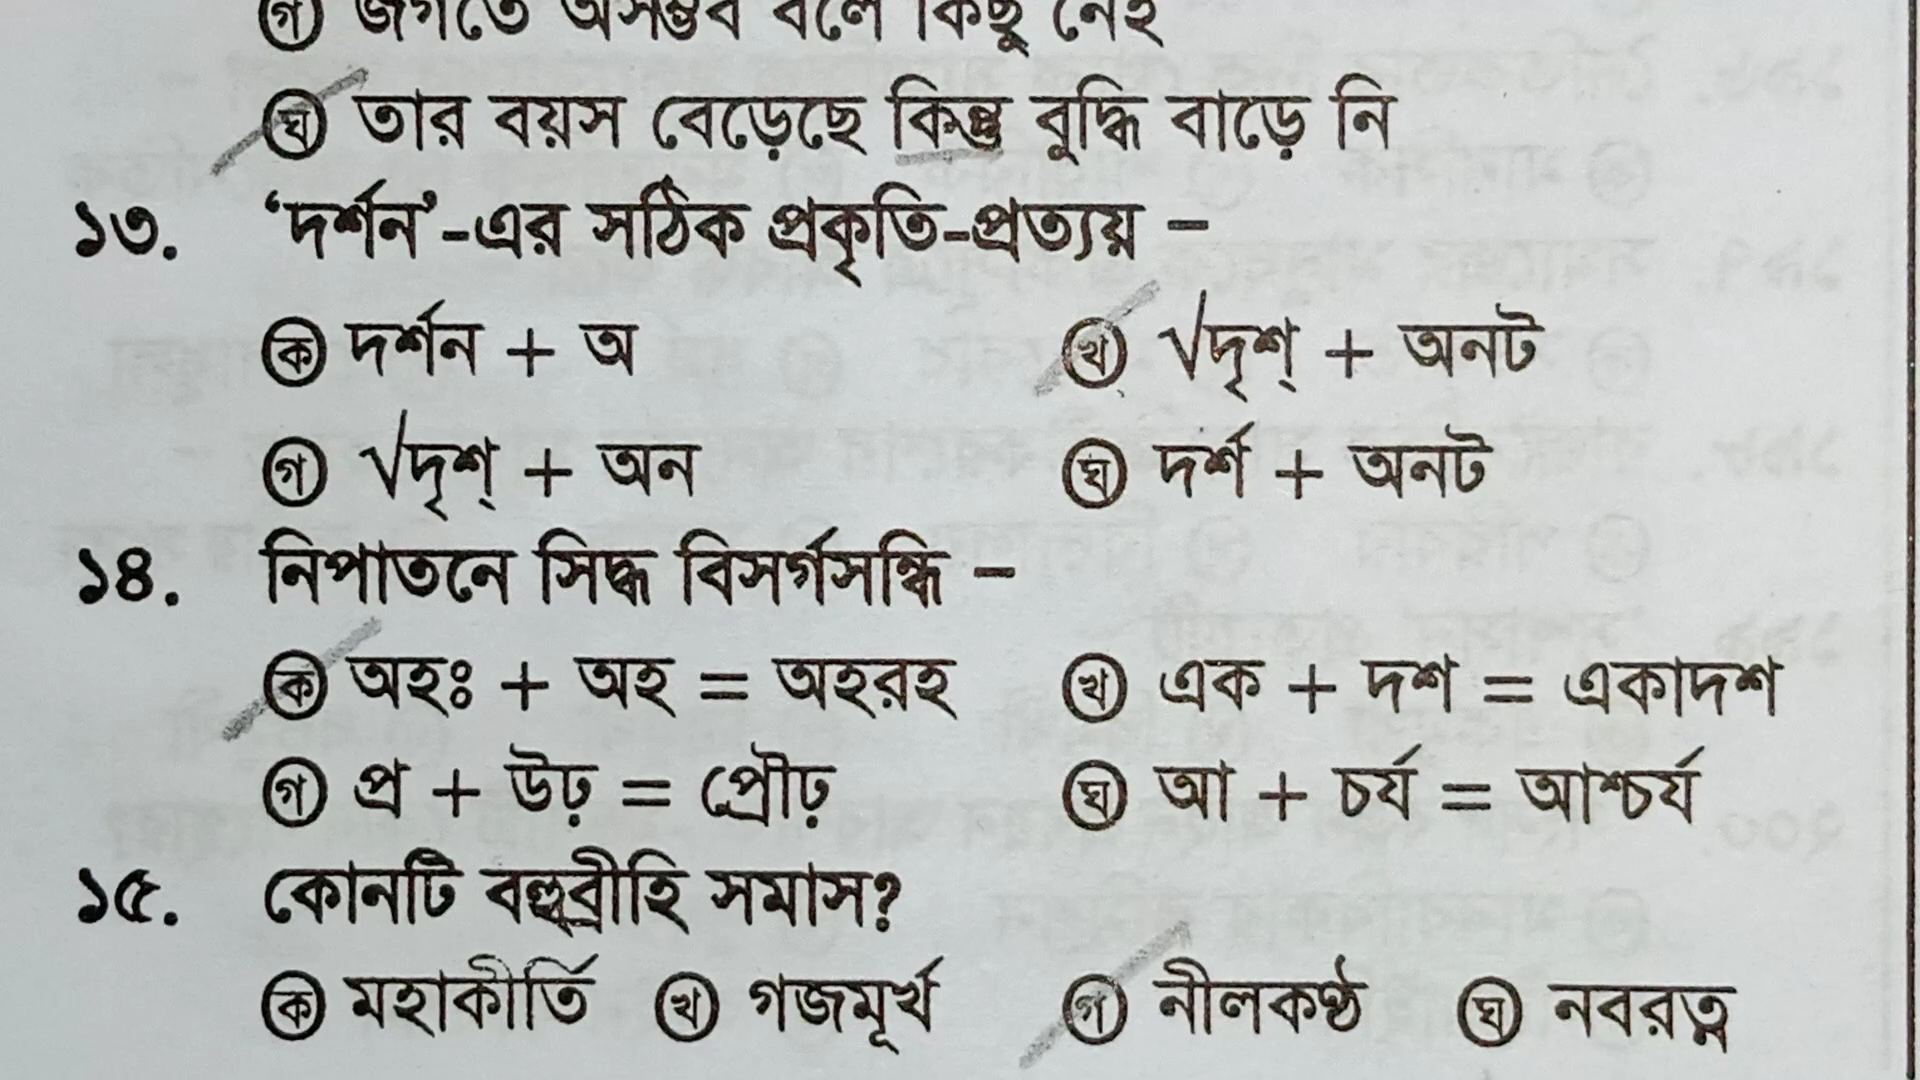 গ জগতে অসম্ভব বলে কিছু নেই
ঘ তার বয়স বেড়েছে কিন্তু বুদ্ধি বাড়ে নি
১৩. ‘দর্শন’-এর সঠিক প্রকৃতি-প্রত্যয় –
ক দর্শন + অ খ √দৃশ্ + অনট
গ √দৃশ্ + অন ঘ দর্শ + অনট
১৪. নিপাতনে সিদ্ধ বিসর্গসন্ধি –
ক অহঃ + অহ = অহরহ খ এক + দশ = একাদশ
গ প্র + উঢ় = প্রৌঢ় ঘ আ + চর্য = আশ্চর্য
১৫. কোনটি বহুব্রীহি সমাস?
ক মহাকীর্তি খ গজমূর্খ গ নীলকণ্ঠ ঘ নবরত্ন